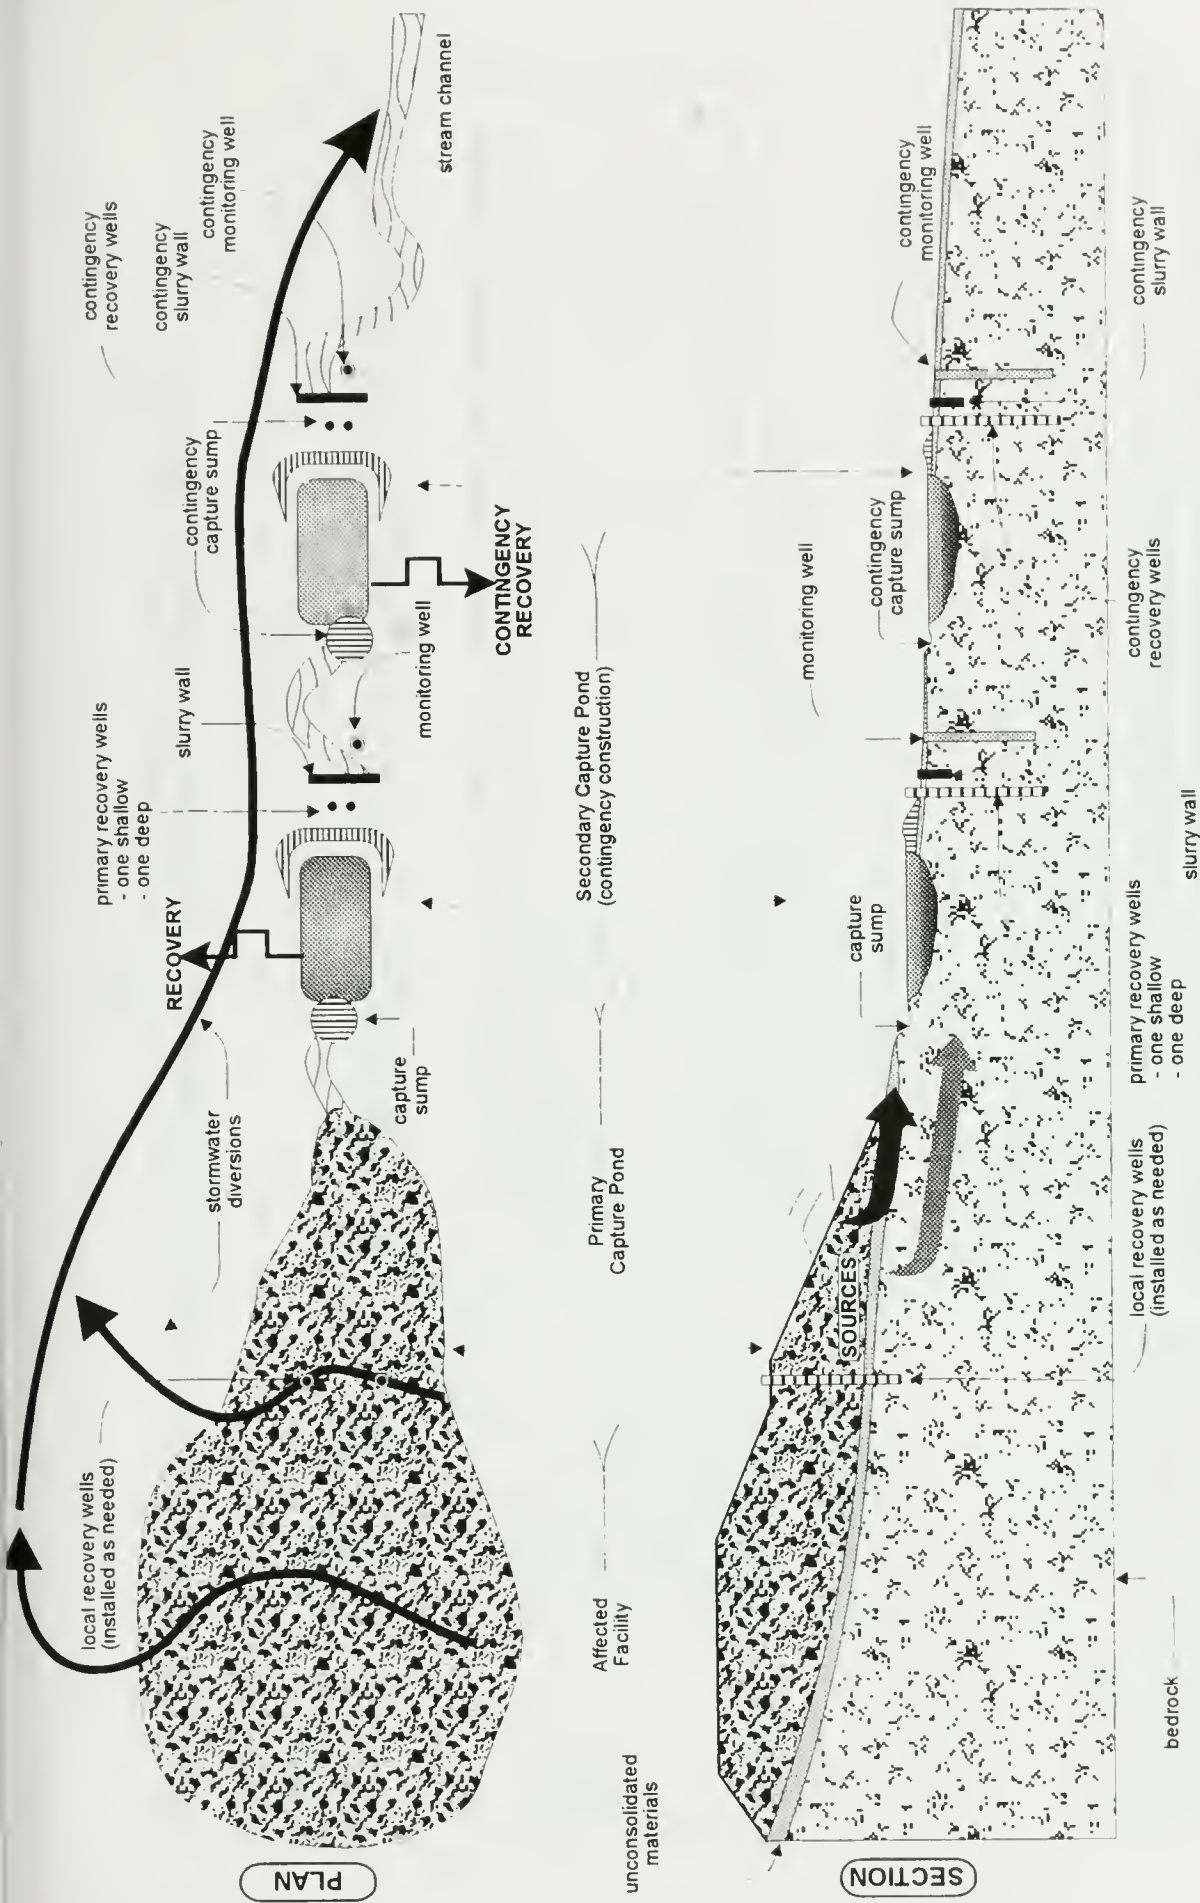 PLAN
local recovery wells
(installed as needed)
stormwater
diversions
RECOVERY
primary recovery wells
- one shallow
- one deep
slurry wall
contingency
capture sump
contingency
recovery wells
contingency
slurry wall
contingency
monitoring well
stream channel
capture
sump
monitoring well
CONTINGENCY
RECOVERY
unconsolidated
materials
Affected
Facility
Primary
Capture Pond
Secondary Capture Pond
(contingency construction)
SECTION
SOURCES
capture
sump
monitoring well
contingency
capture sump
contingency
monitoring well
bedrock
local recovery wells
(installed as needed)
primary recovery wells
- one shallow
- one deep
slurry wall
contingency
recovery wells
contingency
slurry wall